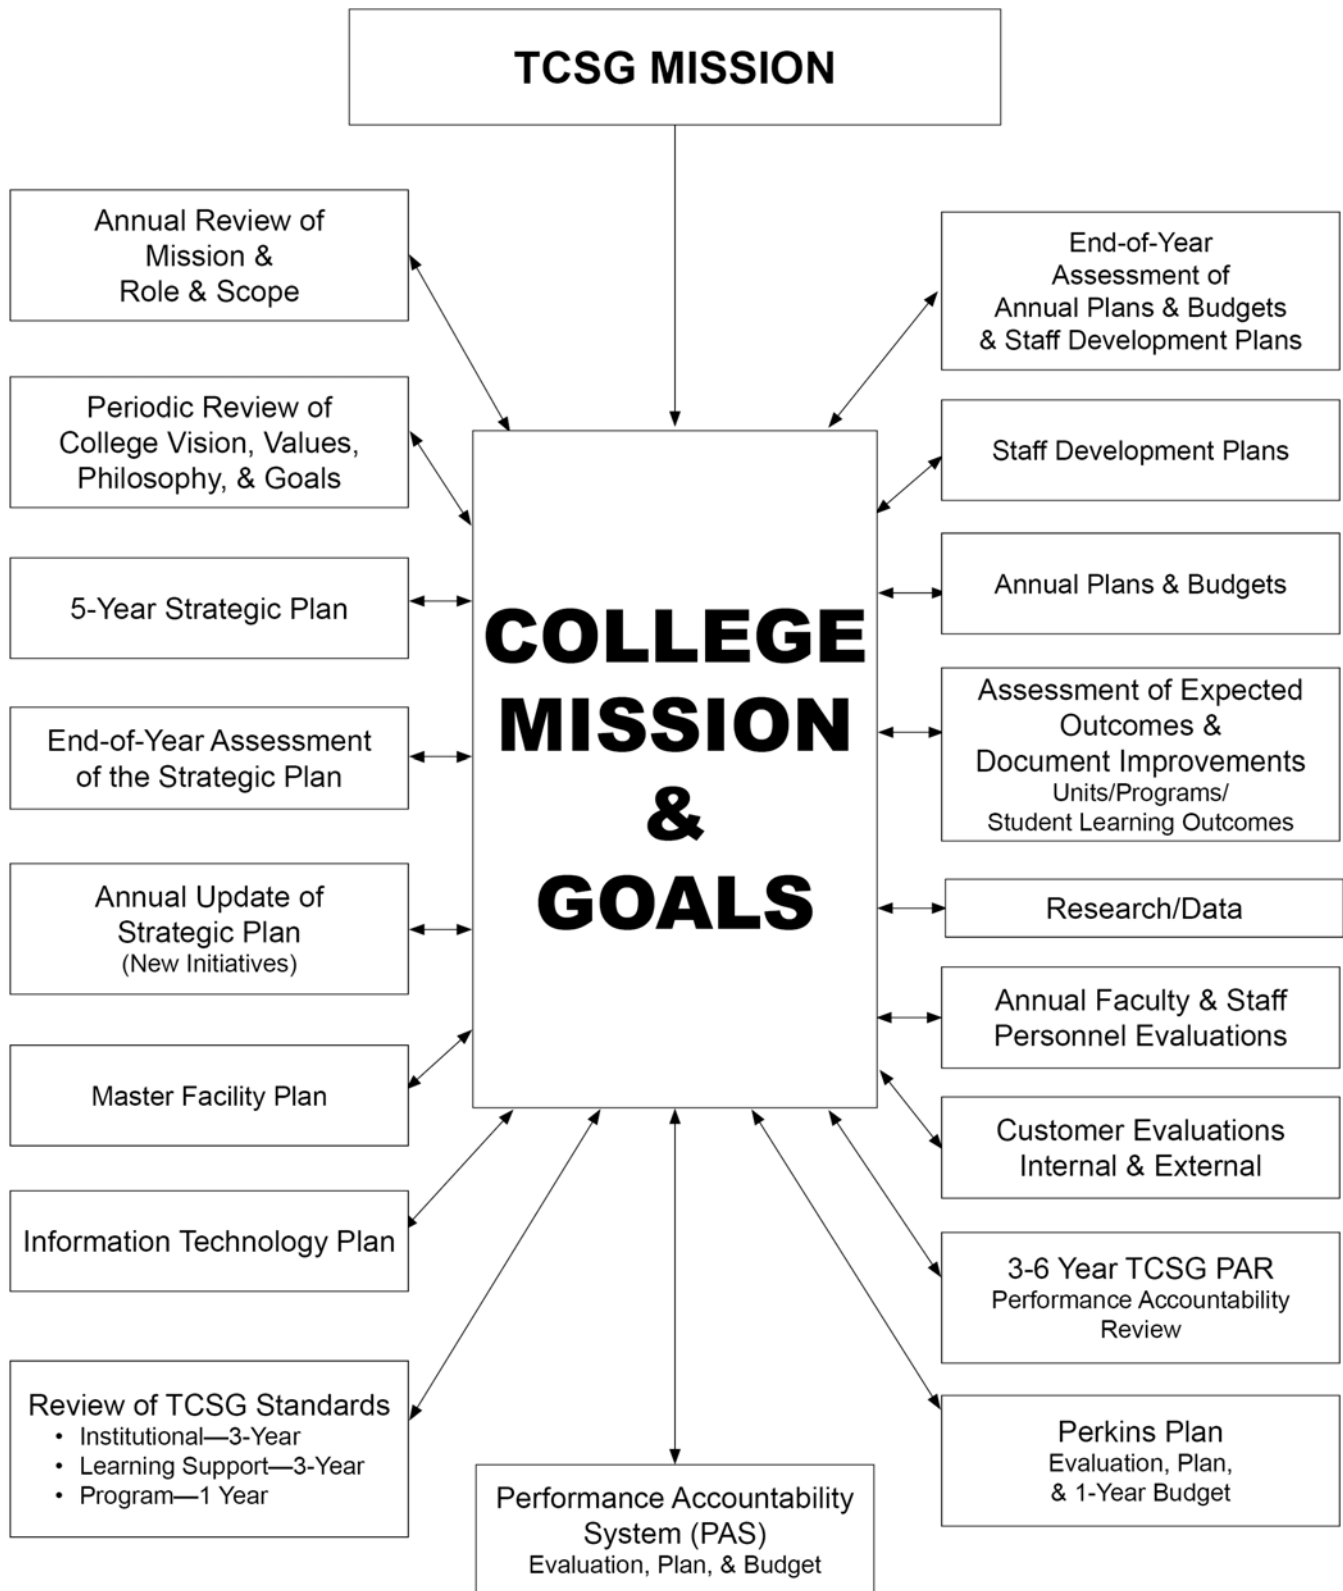 TCSG MISSION
Annual Review of
Mission &
Role & Scope
Periodic Review of
College Vision, Values,
Philosophy, & Goals
5-Year Strategic Plan
End-of-Year Assessment
of the Strategic Plan
Annual Update of
Strategic Plan
(New Initiatives)
Master Facility Plan
Information Technology Plan
Review of TCSG Standards
• Institutional—3-Year
• Learning Support—3-Year
• Program—1 Year
COLLEGE
MISSION
&
GOALS
Performance Accountability
System (PAS)
Evaluation, Plan, & Budget
End-of-Year
Assessment of
Annual Plans & Budgets
& Staff Development Plans
Staff Development Plans
Annual Plans & Budgets
Assessment of Expected
Outcomes &
Document Improvements
Units/Programs/
Student Learning Outcomes
Research/Data
Annual Faculty & Staff
Personnel Evaluations
Customer Evaluations
Internal & External
3-6 Year TCSG PAR
Performance Accountability
Review
Perkins Plan
Evaluation, Plan,
& 1-Year Budget